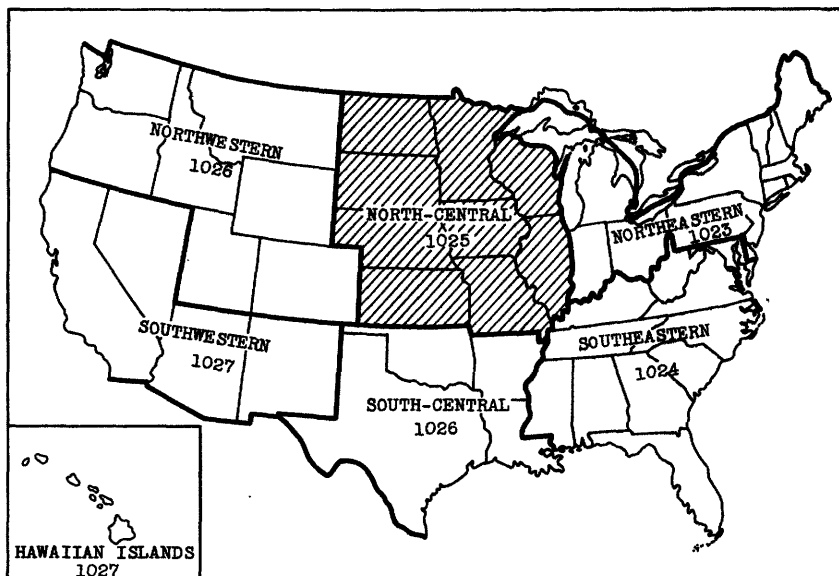 NORTHWESTERN
1026
NORTH-CENTRAL
1025
NORTHEASTERN
1023
SOUTHWESTERN
1027
SOUTHEASTERN
1024
SOUTH-CENTRAL
1026
HAWAIIAN ISLANDS
1027